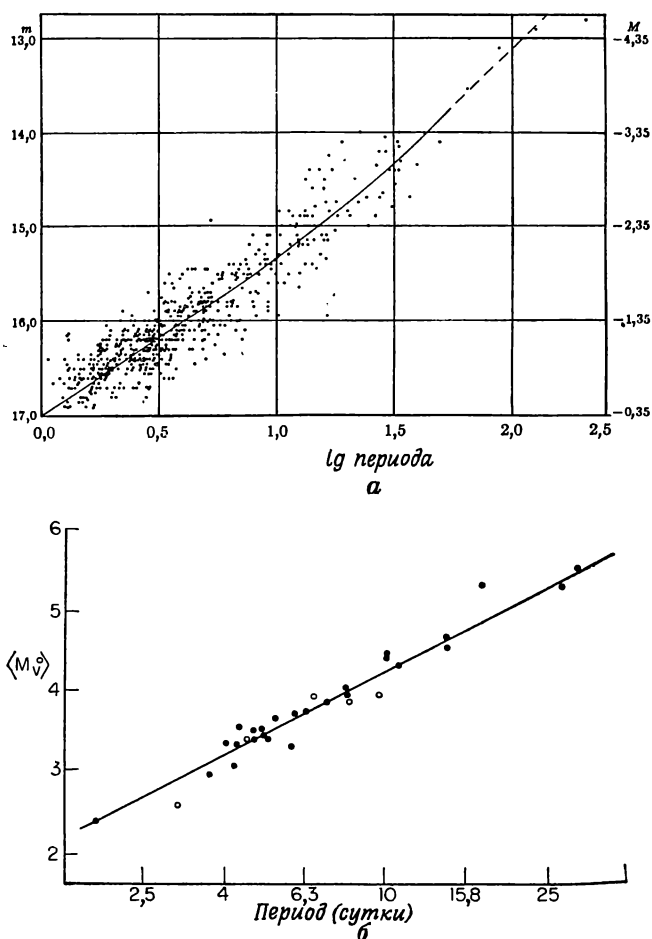 m M
13,0 -4,35
14,0 -3,35
15,0 -2,35
16,0 -1,35
17,0 -0,35
0,0 0,5 1,0 1,5 2,0 2,5
lg периода
а
6
5
⟨M°V⟩
4
3
2
2,5 4 6,3 10 15,8 25
Период (сутки)
б